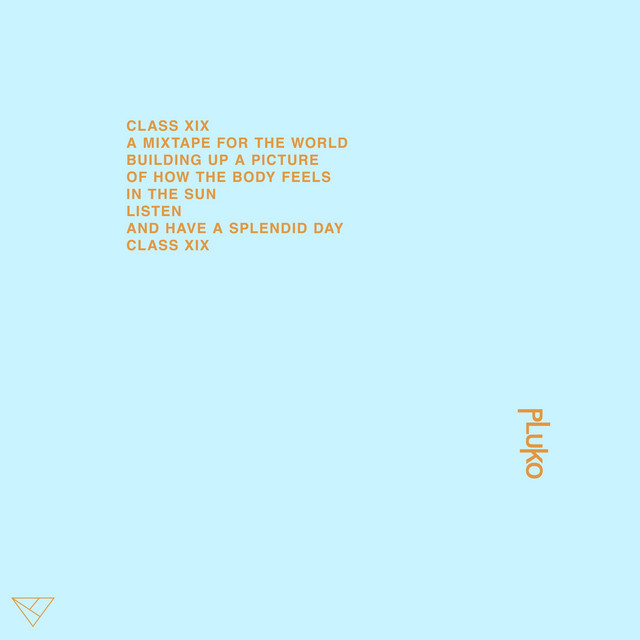 CLASS XIX
A MIXTAPE FOR THE WORLD
BUILDING UP A PICTURE
OF HOW THE BODY FEELS
IN THE SUN
LISTEN
AND HAVE A SPLENDID DAY
CLASS XIX
pLuko